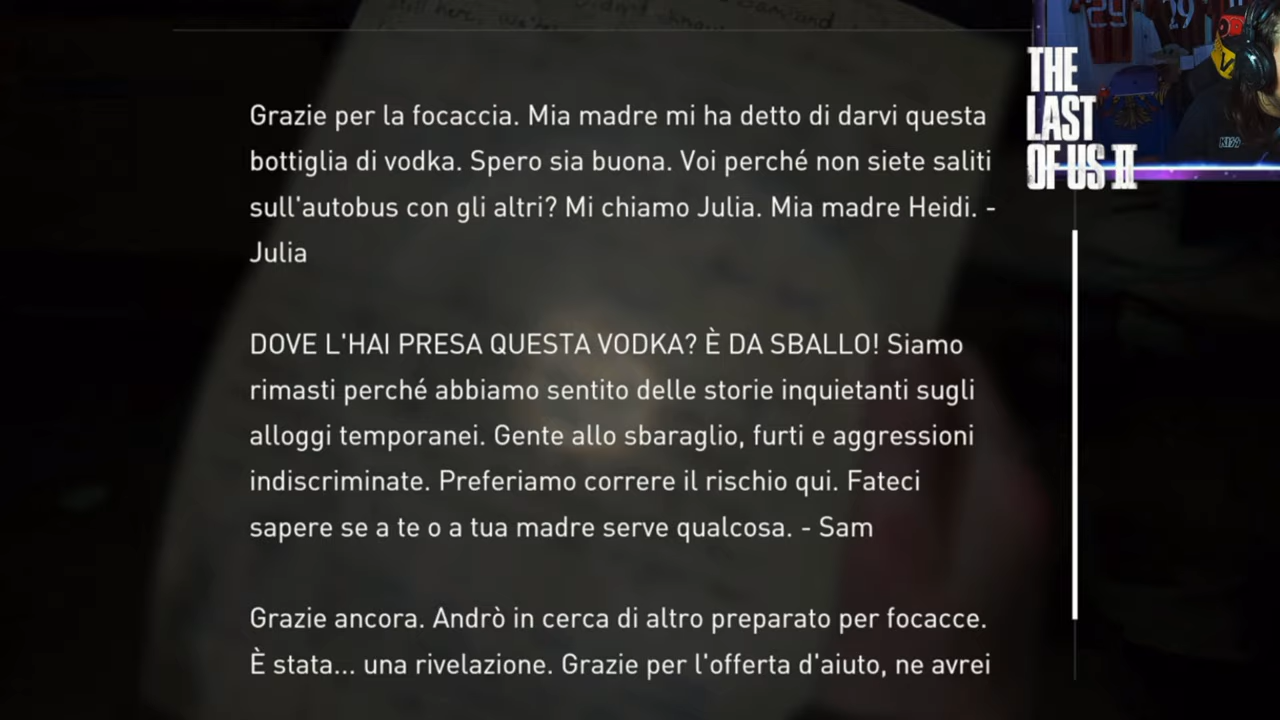 Grazie per la focaccia. Mia madre mi ha detto di darvi questa
bottiglia di vodka. Spero sia buona. Voi perché non siete saliti
sull'autobus con gli altri? Mi chiamo Julia. Mia madre Heidi. -
Julia
DOVE L'HAI PRESA QUESTA VODKA? È DA SBALLO! Siamo
rimasti perché abbiamo sentito delle storie inquietanti sugli
alloggi temporanei. Gente allo sbaraglio, furti e aggressioni
indiscriminate. Preferiamo correre il rischio qui. Fateci
sapere se a te o a tua madre serve qualcosa. - Sam
Grazie ancora. Andrò in cerca di altro preparato per focacce.
È stata... una rivelazione. Grazie per l'offerta d'aiuto, ne avrei
THE
LAST
OF US II
29
KISS